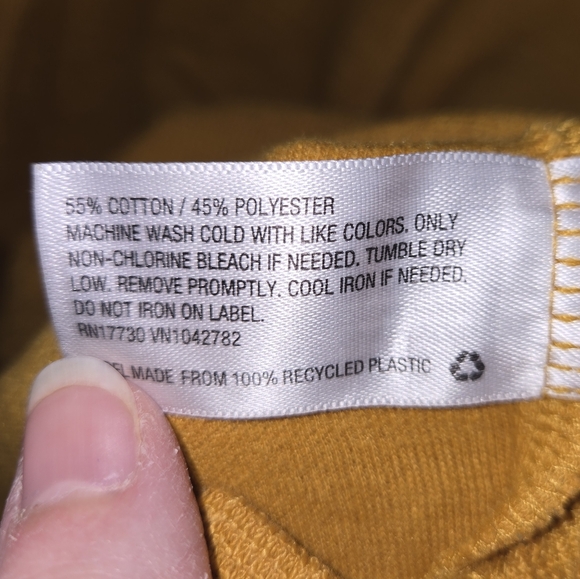 55% COTTON / 45% POLYESTER
MACHINE WASH COLD WITH LIKE COLORS. ONLY
NON-CHLORINE BLEACH IF NEEDED. TUMBLE DRY
LOW. REMOVE PROMPTLY. COOL IRON IF NEEDED.
DO NOT IRON ON LABEL.
RN17730 VN1042782
MADE FROM 100% RECYCLED PLASTIC